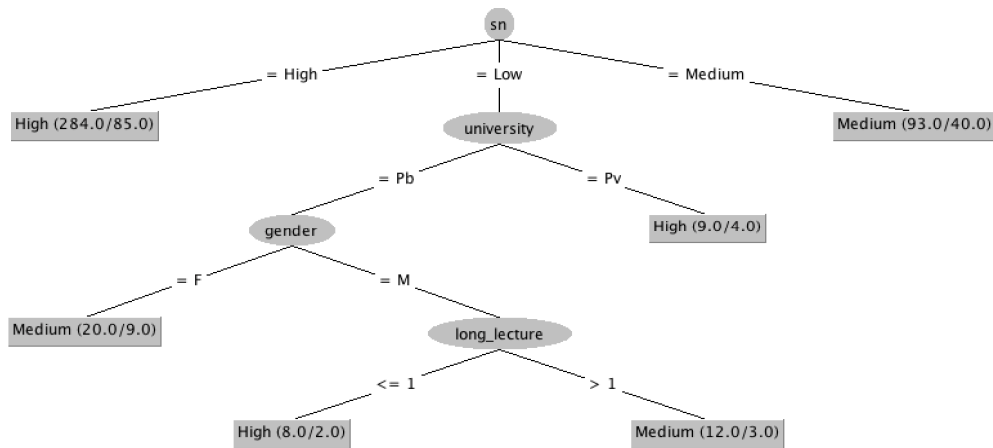 sn
= High
= Low
= Medium
High (284.0/85.0)
university
Medium (93.0/40.0)
= Pb
= Pv
gender
High (9.0/4.0)
= F
= M
Medium (20.0/9.0)
long_lecture
<= 1
> 1
High (8.0/2.0)
Medium (12.0/3.0)